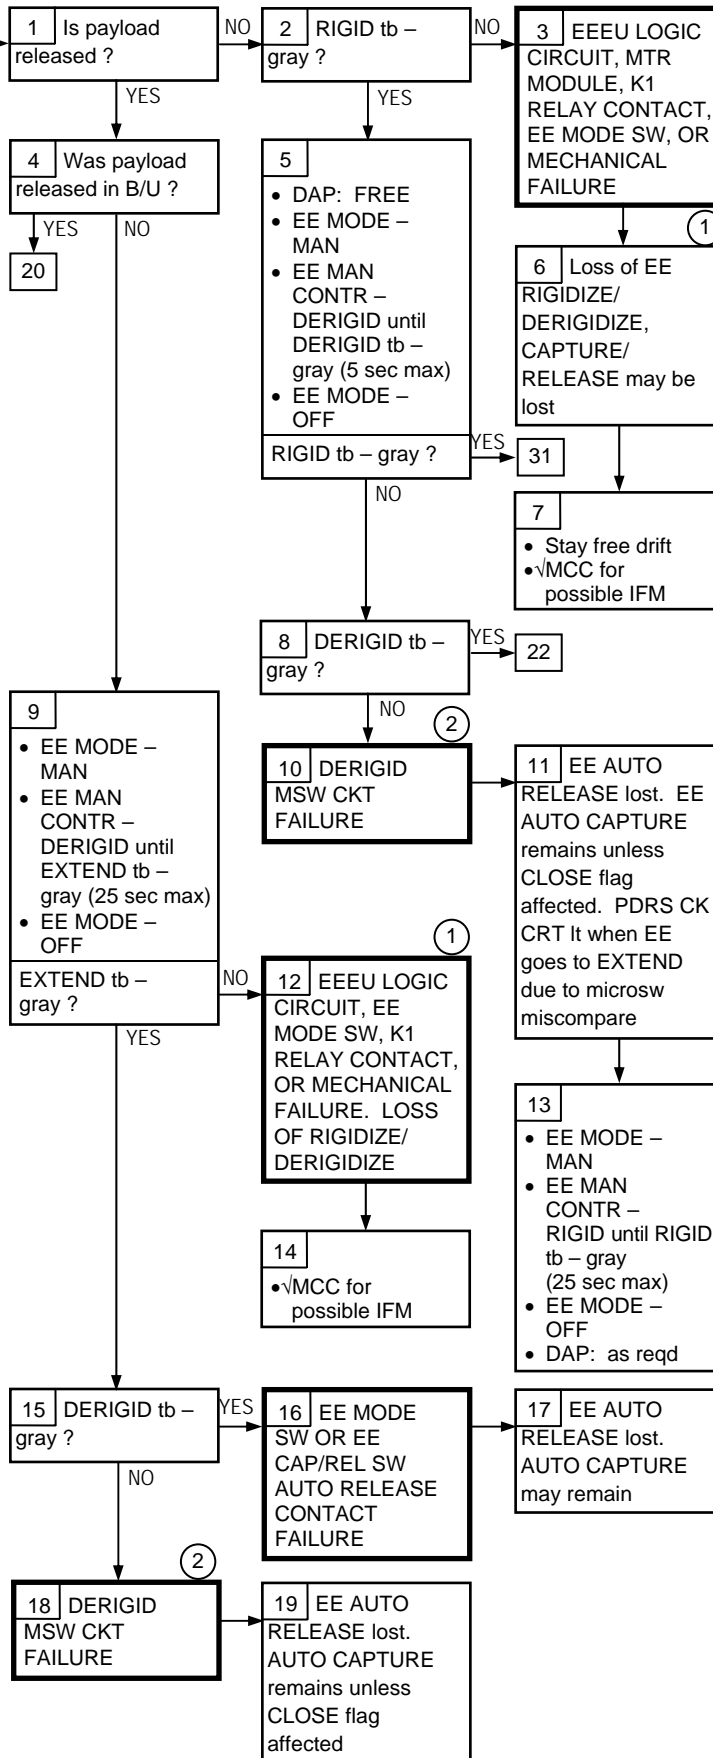 1 Is payload
released ?
NO
YES
2 RIGID tb –
gray ?
NO
YES
3 EEEU LOGIC
CIRCUIT, MTR
MODULE, K1
RELAY CONTACT,
EE MODE SW, OR
MECHANICAL
FAILURE
1
4 Was payload
released in B/U ?
YES
NO
20
5
• DAP: FREE
• EE MODE –
MAN
• EE MAN
CONTR –
DERIGID until
DERIGID tb –
gray (5 sec max)
• EE MODE –
OFF
RIGID tb – gray ?
YES
31
NO
6 Loss of EE
RIGIDIZE/
DERIGIDIZE,
CAPTURE/
RELEASE may be
lost
7
• Stay free drift
•√MCC for
possible IFM
8 DERIGID tb –
gray ?
YES
22
NO
9
• EE MODE –
MAN
• EE MAN
CONTR –
DERIGID until
EXTEND tb –
gray (25 sec max)
• EE MODE –
OFF
EXTEND tb –
gray ?
NO
YES
2
10 DERIGID
MSW CKT
FAILURE
11 EE AUTO
RELEASE lost. EE
AUTO CAPTURE
remains unless
CLOSE flag
affected. PDRS CK
CRT lt when EE
goes to EXTEND
due to microsw
miscompare
1
12 EEEU LOGIC
CIRCUIT, EE
MODE SW, K1
RELAY CONTACT,
OR MECHANICAL
FAILURE. LOSS
OF RIGIDIZE/
DERIGIDIZE
13
• EE MODE –
MAN
• EE MAN
CONTR –
RIGID until RIGID
tb – gray
(25 sec max)
• EE MODE –
OFF
• DAP: as reqd
14
•√MCC for
possible IFM
15 DERIGID tb –
gray ?
YES
NO
16 EE MODE
SW OR EE
CAP/REL SW
AUTO RELEASE
CONTACT
FAILURE
17 EE AUTO
RELEASE lost.
AUTO CAPTURE
may remain
2
18 DERIGID
MSW CKT
FAILURE
19 EE AUTO
RELEASE lost.
AUTO CAPTURE
remains unless
CLOSE flag
affected